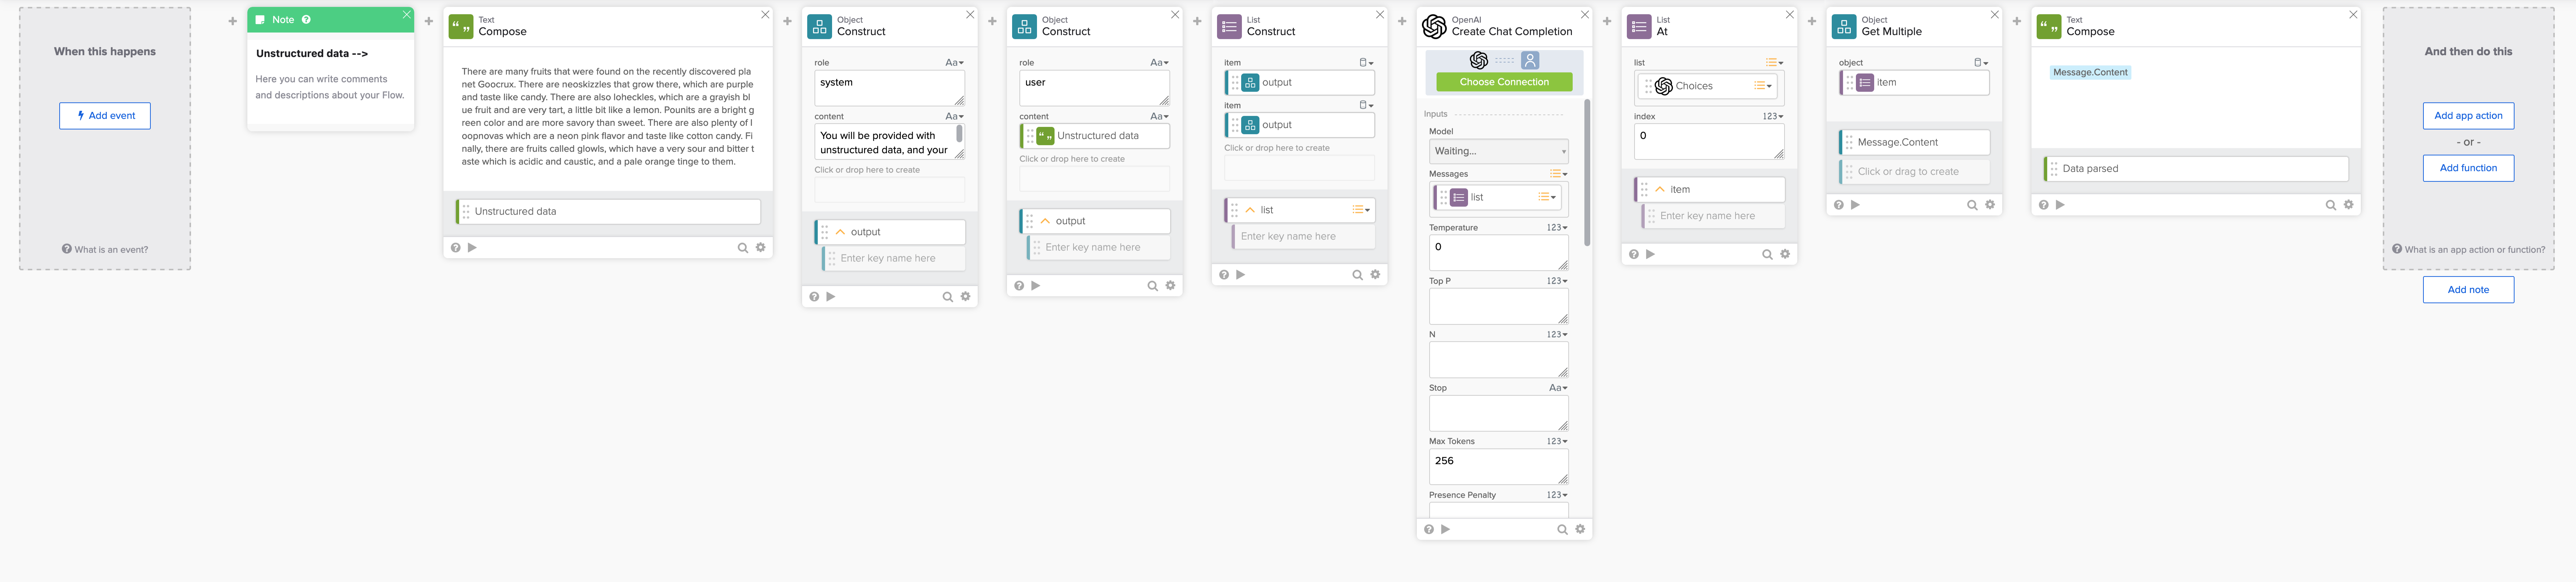 When this happens
Add event
What is an event?
Note
Unstructured data -->
Here you can write comments
and descriptions about your Flow.
Text
Compose
There are many fruits that were found on the recently discovered pla
net Goocrux. There are neoskizzles that grow there, which are purple
and taste like candy. There are also loheckles, which are a grayish bl
ue fruit and are very tart, a little bit like a lemon. Pounits are a bright g
reen color and are more savory than sweet. There are also plenty of l
oopnovas which are a neon pink flavor and taste like cotton candy. Fi
nally, there are fruits called glowls, which have a very sour and bitter t
aste which is acidic and caustic, and a pale orange tinge to them.
Unstructured data
Object
Construct
role
Aa
system
content
Aa
You will be provided with
unstructured data, and your
Click or drop here to create
output
Enter key name here
Object
Construct
role
Aa
user
content
Aa
Unstructured data
Click or drop here to create
output
Enter key name here
List
Construct
item
output
item
output
Click or drop here to create
list
Enter key name here
OpenAI
Create Chat Completion
Choose Connection
Inputs
Model
Waiting...
Messages
list
Temperature
123
0
Top P
123
N
123
Stop
Aa
Max Tokens
123
256
Presence Penalty
123
List
At
list
Choices
index
123
0
item
Enter key name here
Object
Get Multiple
object
item
Message.Content
Click or drag to create
Text
Compose
Message.Content
Data parsed
And then do this
Add app action
- or -
Add function
What is an app action or function?
Add note